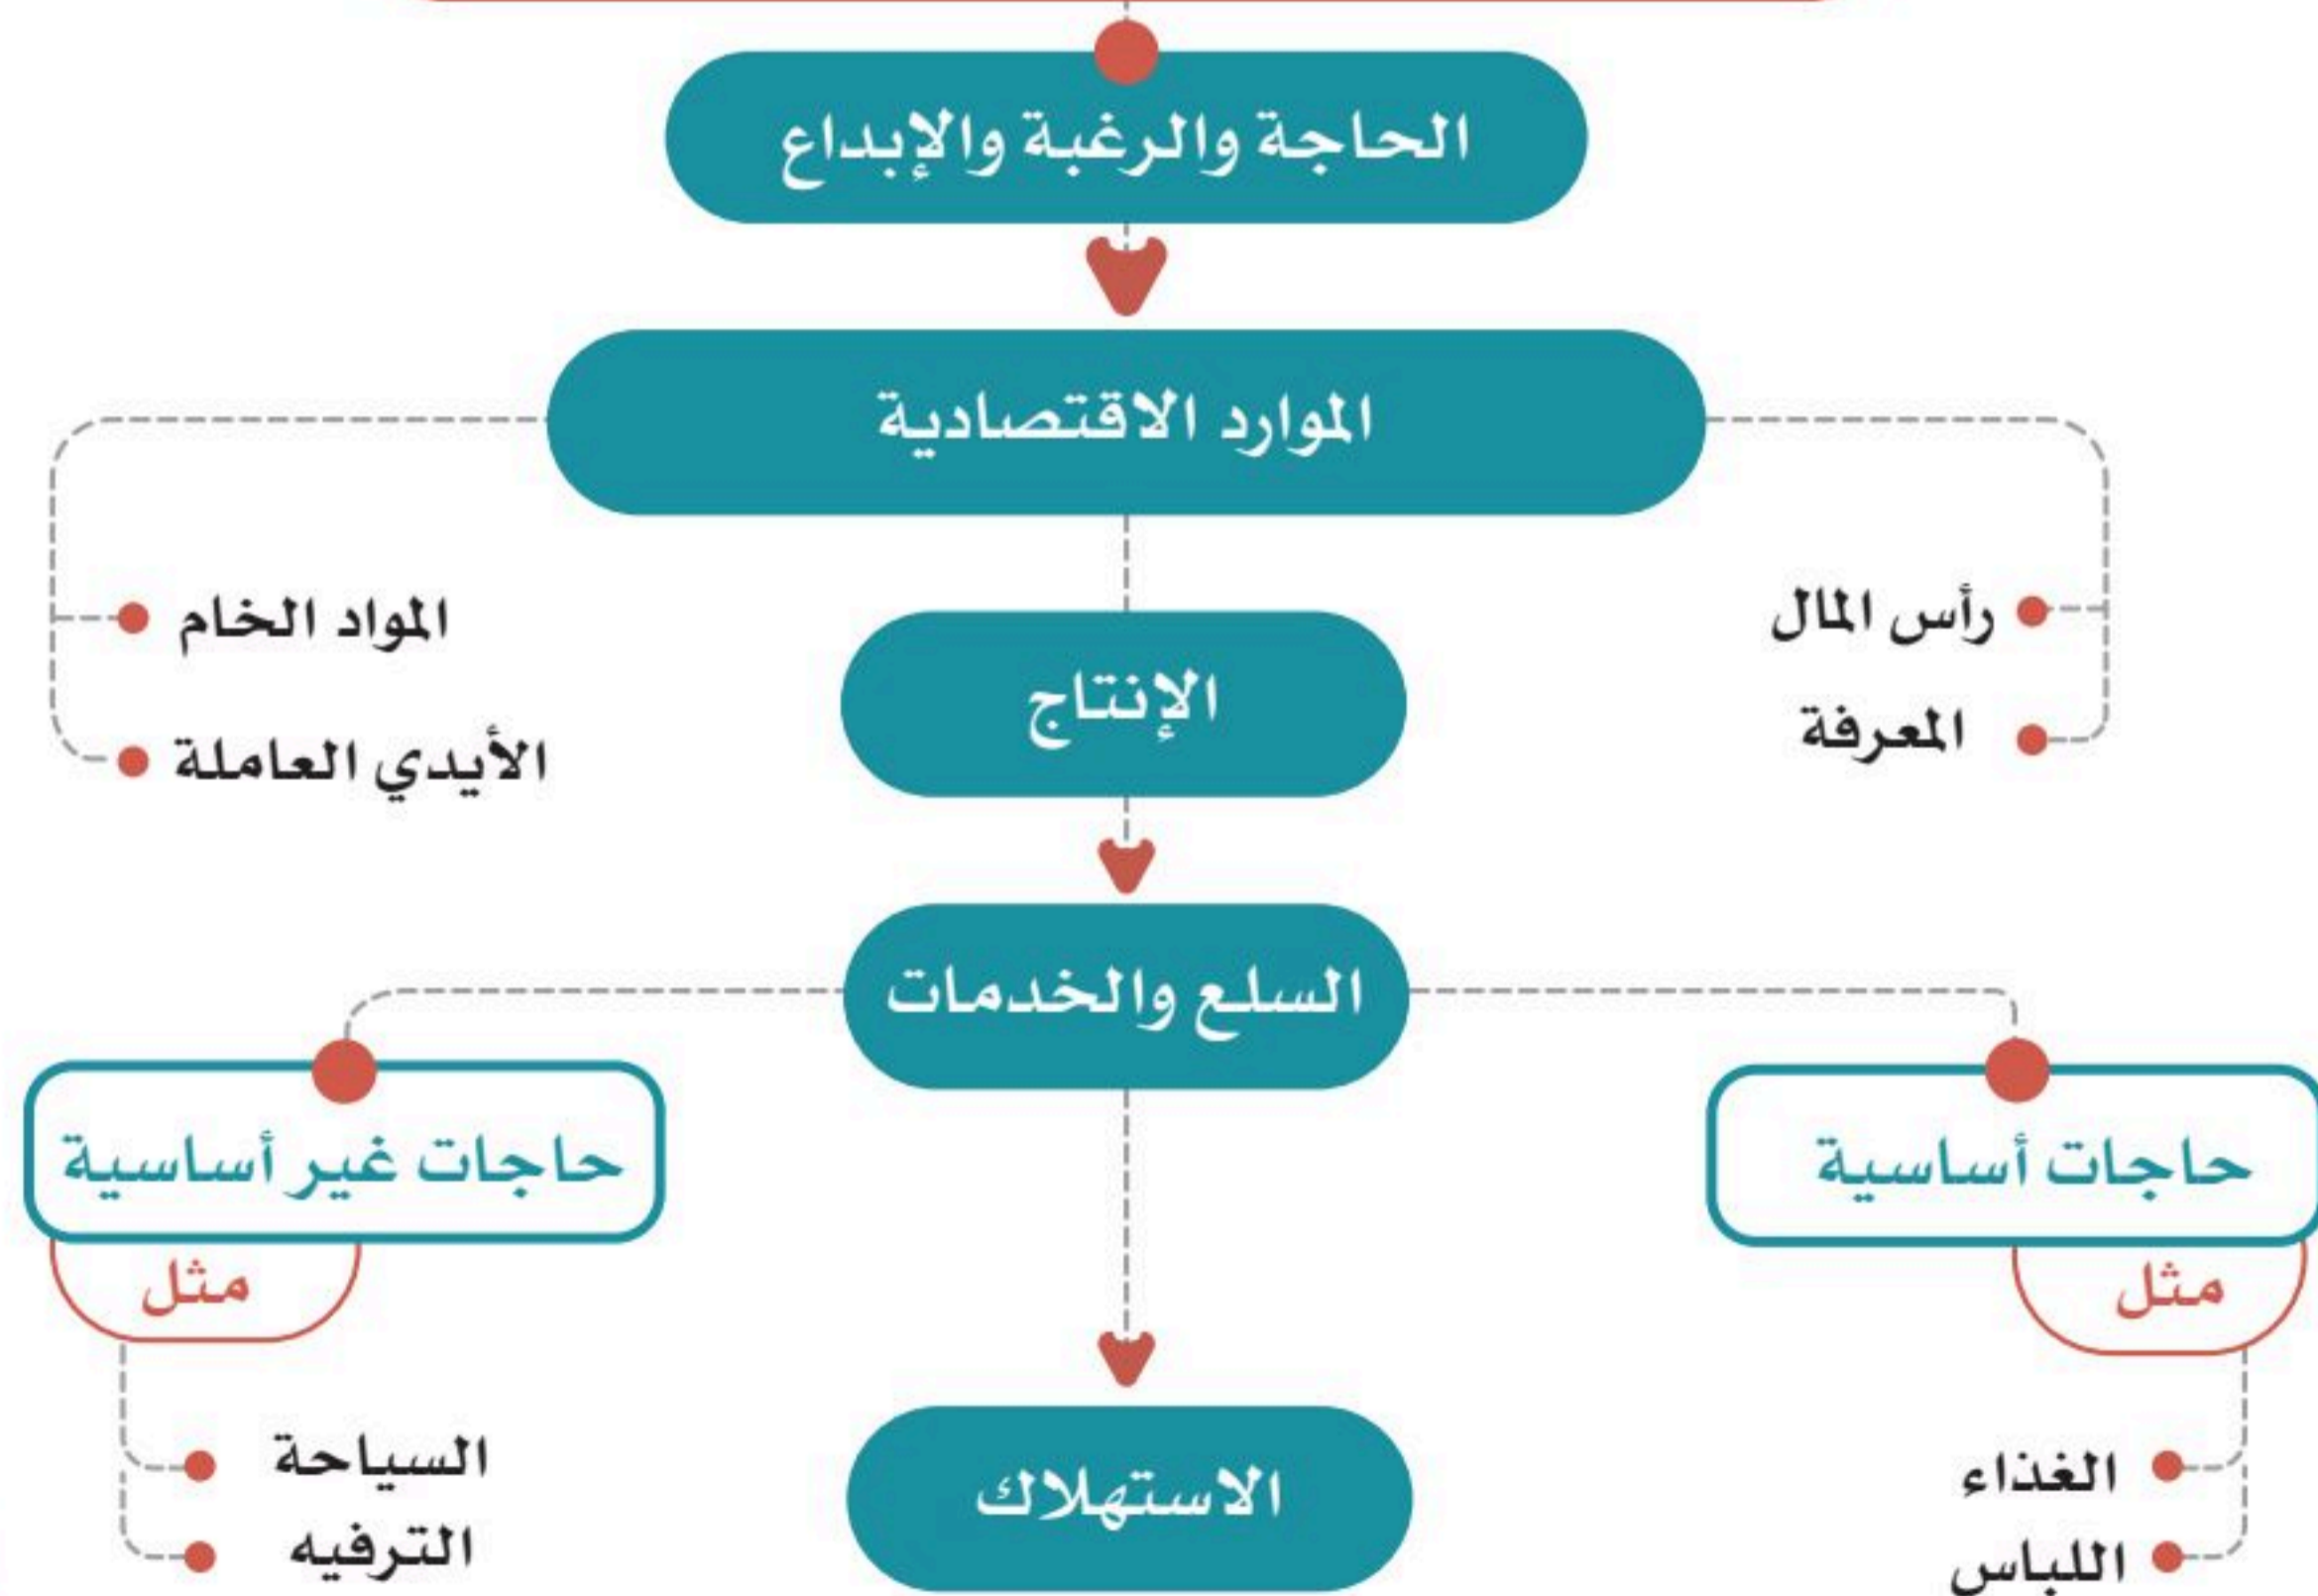 الحاجة والرغبة والإبداع
الموارد الاقتصادية
رأس المال
المعرفة
المواد الخام
الأيدي العاملة
الإنتاج
السلع والخدمات
حاجات أساسية
مثل
الغذاء
اللباس
حاجات غير أساسية
مثل
السياحة
الترفيه
الاستهلاك